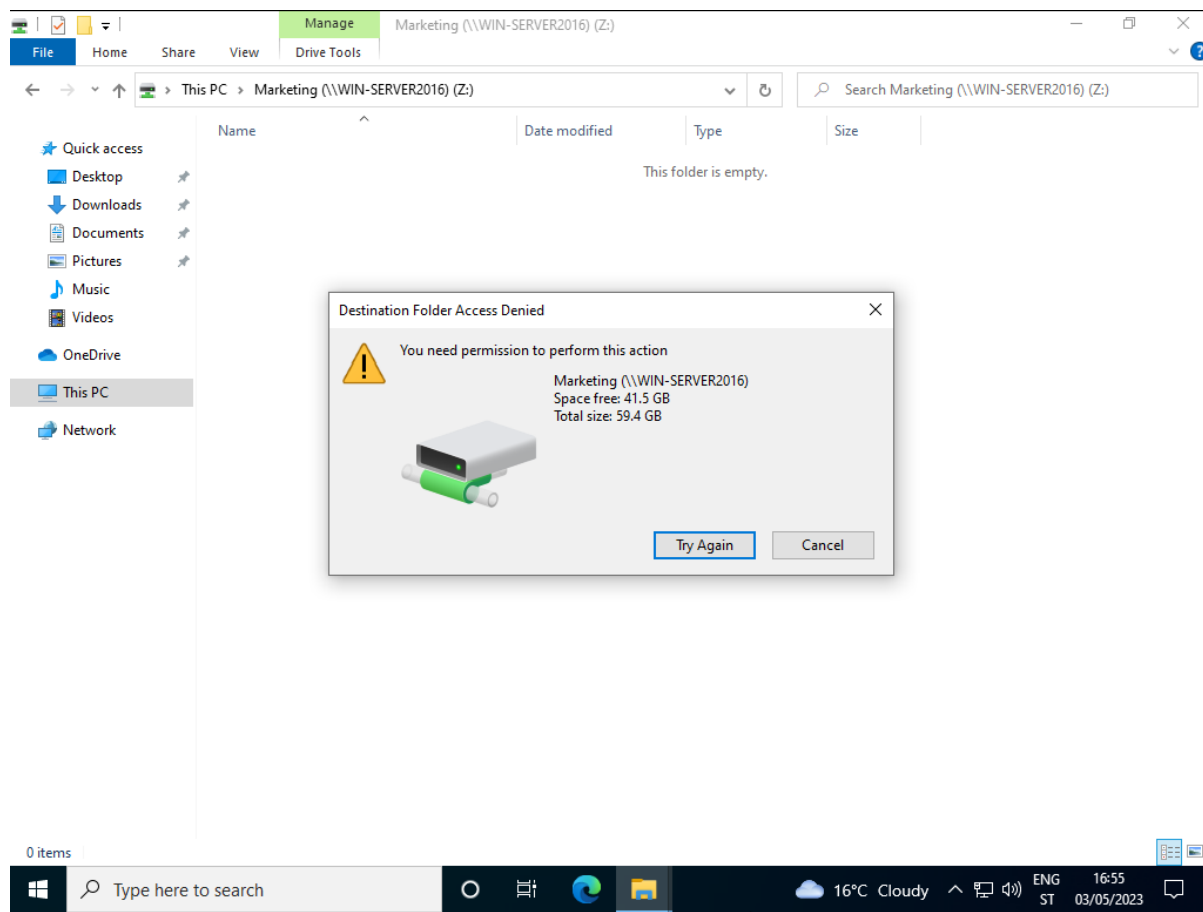 Manage
Marketing (\\WIN-SERVER2016) (Z:)
File Home Share View Drive Tools
This PC Marketing (\\WIN-SERVER2016) (Z:)
Search Marketing (\\WIN-SERVER2016) (Z:)
Name Date modified Type Size
This folder is empty.
Quick access
Desktop
Downloads
Documents
Pictures
Music
Videos
OneDrive
This PC
Network
Destination Folder Access Denied
You need permission to perform this action
Marketing (\\WIN-SERVER2016)
Space free: 41.5 GB
Total size: 59.4 GB
Try Again Cancel
0 items
Type here to search
16°C Cloudy
ENG
ST
16:55
03/05/2023